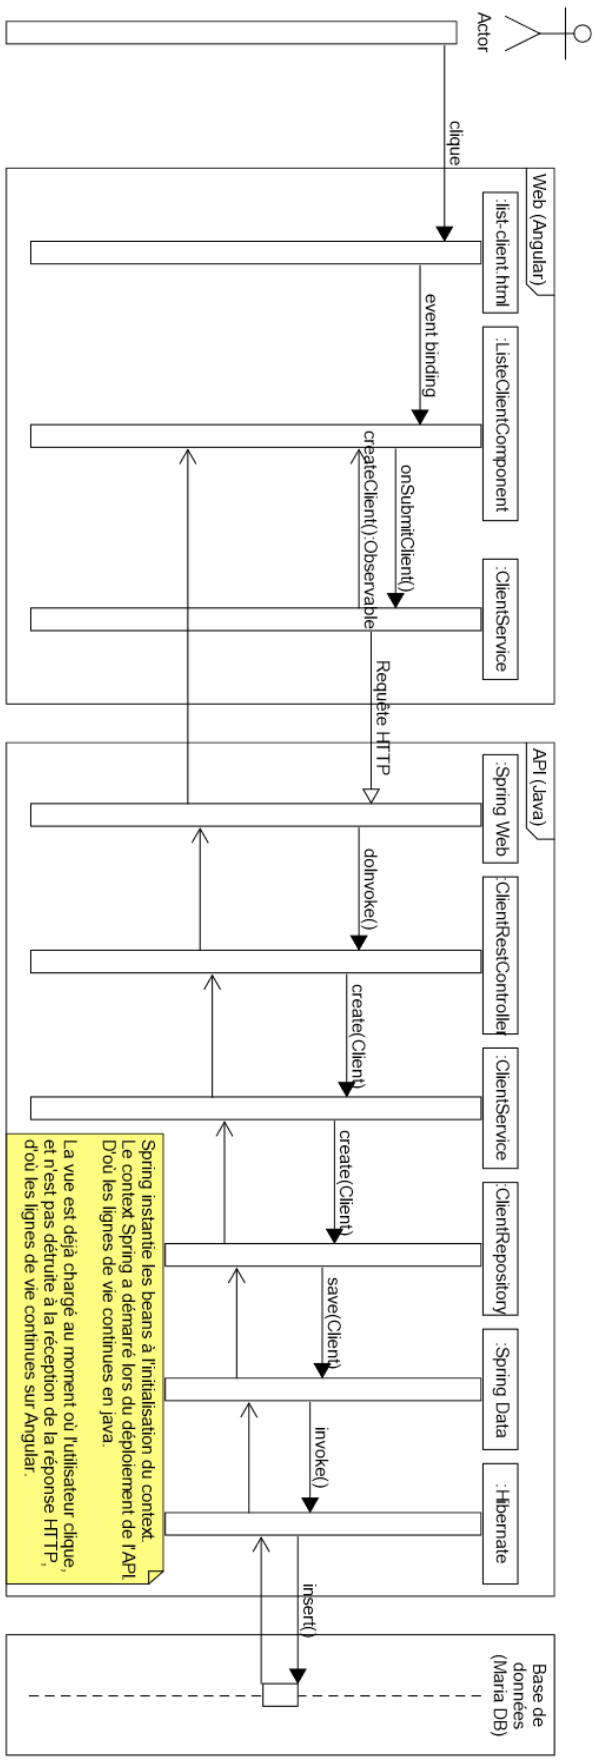 Actor
clique
Web (Angular)
:list-client.html
event binding
:ListeClientComponent
onSubmitClient()
createClient():Observable
:ClientService
Requête HTTP
API (Java)
:Spring Web
doInvoke()
:ClientRestController
create(Client)
:ClientService
create(Client)
:ClientRepository
save(Client)
:Spring Data
invoke()
:Hibernate
insert()
Base de
données
(Maria DB)
Spring instantie les beans à l'initialisation du context.
Le context Spring a démarré lors du déploiement de l'API.
D'où les lignes de vie continues en java.
La vue est déjà chargé au moment où l'utilisateur clique,
et n'est pas détruite à la réception de la réponse HTTP,
d'où les lignes de vie continues sur Angular.